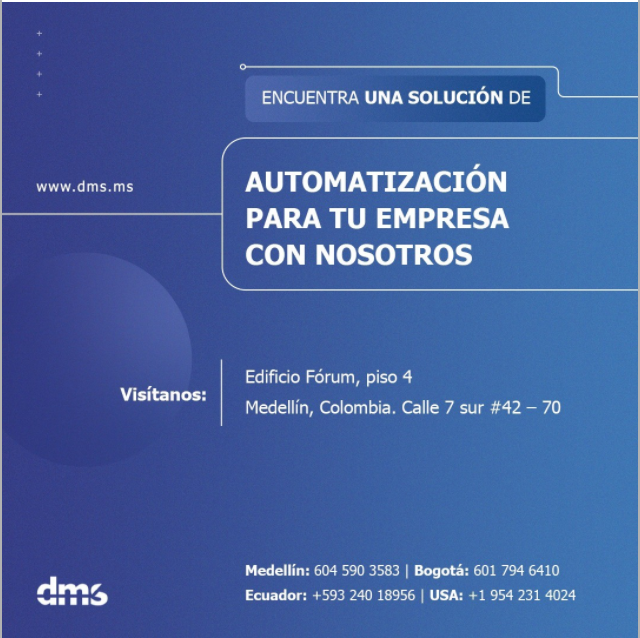 ENCUENTRA UNA SOLUCIÓN DE
www.dms.ms
AUTOMATIZACIÓN
PARA TU EMPRESA
CON NOSOTROS
Visítanos:
Edificio Fórum, piso 4
Medellín, Colombia. Calle 7 sur #42 – 70
Medellín: 604 590 3583 | Bogotá: 601 794 6410
Ecuador: +593 240 18956 | USA: +1 954 231 4024
dms